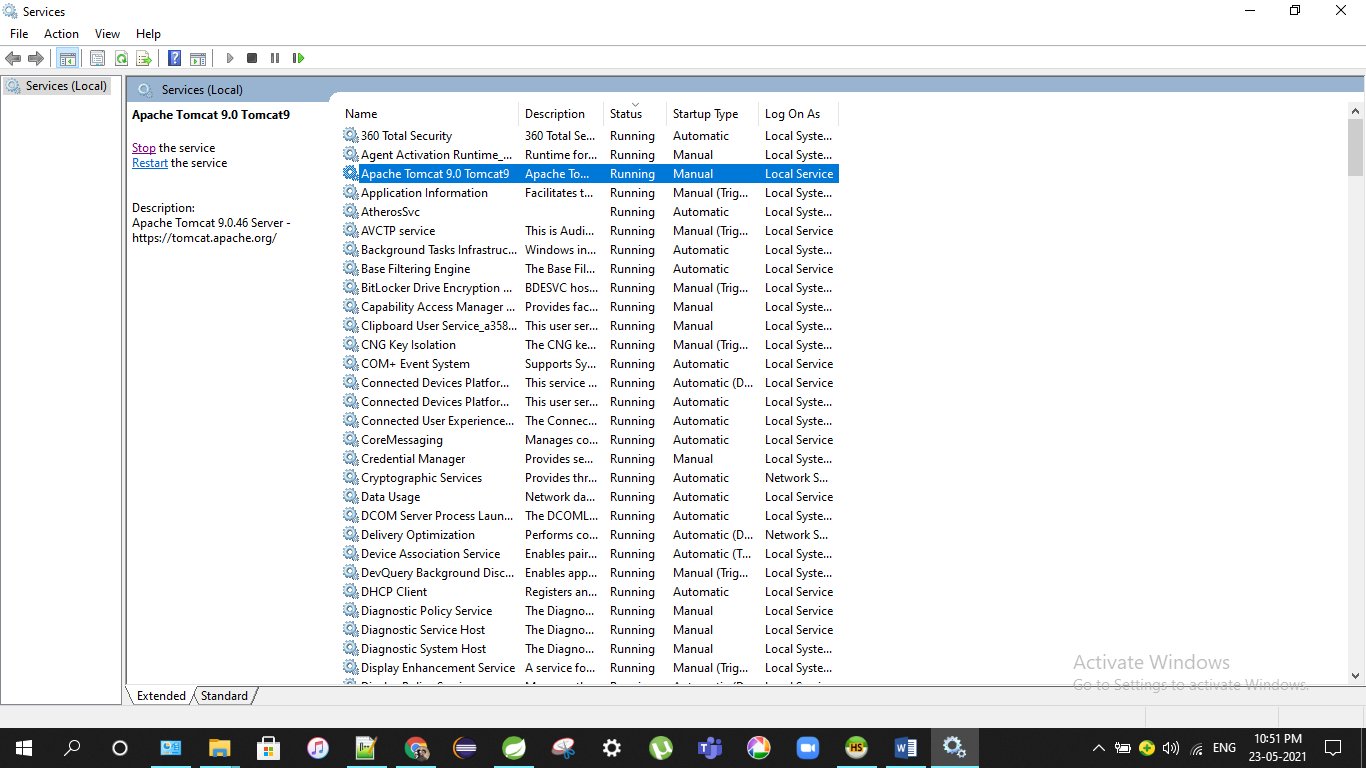 Services
File Action View Help
Services (Local)
Services (Local)
Apache Tomcat 9.0 Tomcat9
Stop the service
Restart the service
Description:
Apache Tomcat 9.0.46 Server -
https://tomcat.apache.org/
Name Description Status Startup Type Log On As
360 Total Security 360 Total Se... Running Automatic Local Syste...
Agent Activation Runtime_... Runtime for... Running Manual Local Syste...
Apache Tomcat 9.0 Tomcat9 Apache To... Running Manual Local Service
Application Information Facilitates t... Running Manual (Trig... Local Syste...
AtherosSvc Running Automatic Local Syste...
AVCTP service This is Audi... Running Manual (Trig... Local Service
Background Tasks Infrastruc... Windows in... Running Automatic Local Syste...
Base Filtering Engine The Base Fil... Running Automatic Local Service
BitLocker Drive Encryption ... BDESVC hos... Running Manual (Trig... Local Syste...
Capability Access Manager ... Provides fac... Running Manual Local Syste...
Clipboard User Service_a358... This user ser... Running Manual Local Syste...
CNG Key Isolation The CNG ke... Running Manual (Trig... Local Syste...
COM+ Event System Supports Sy... Running Automatic Local Service
Connected Devices Platfor... This service ... Running Automatic (D... Local Service
Connected Devices Platfor... This user ser... Running Automatic Local Syste...
Connected User Experience... The Connec... Running Automatic Local Syste...
CoreMessaging Manages co... Running Automatic Local Service
Credential Manager Provides se... Running Manual Local Syste...
Cryptographic Services Provides thr... Running Automatic Network S...
Data Usage Network da... Running Automatic Local Service
DCOM Server Process Laun... The DCOML... Running Automatic Local Syste...
Delivery Optimization Performs co... Running Automatic (D... Network S...
Device Association Service Enables pair... Running Automatic (T... Local Syste...
DevQuery Background Disc... Enables app... Running Manual (Trig... Local Syste...
DHCP Client Registers an... Running Automatic Local Service
Diagnostic Policy Service The Diagno... Running Manual Local Service
Diagnostic Service Host The Diagno... Running Manual Local Service
Diagnostic System Host The Diagno... Running Manual Local Syste...
Display Enhancement Service A service fo... Running Manual (Trig... Local Syste...
Activate Windows
Go to Settings to activate Windows.
Extended Standard
HS
ENG
10:51 PM
23-05-2021